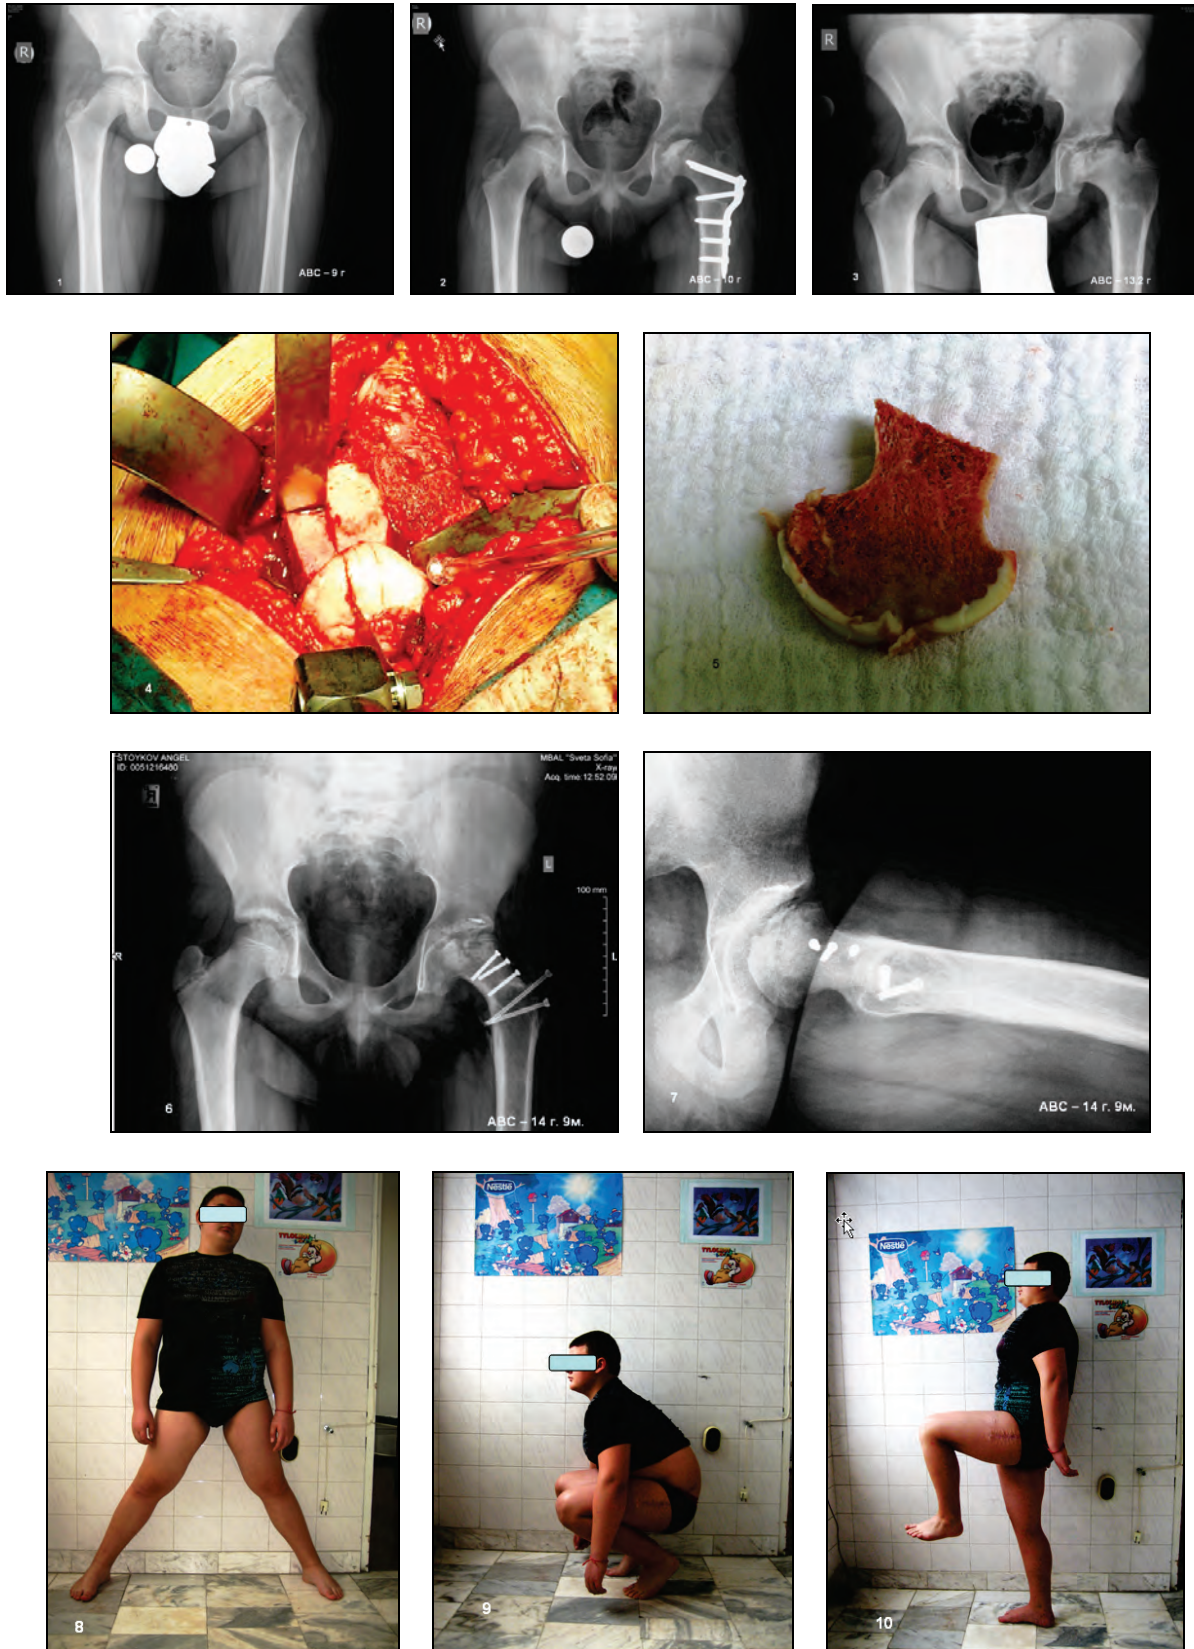 R
1
ABC – 9 г
R
2
ABC – 10 г
R
3
ABC – 13,2 г
4
5
STOYKOV ANGEL
ID: 0051216480
MBAL "Sveta Sofia"
X-ray
Acq. time:12:52:09
R
L
100 mm
R
L
6
ABC – 14 г. 9м.
7
ABC – 14 г. 9м.
8
Nestlé
9
Nestlé
10